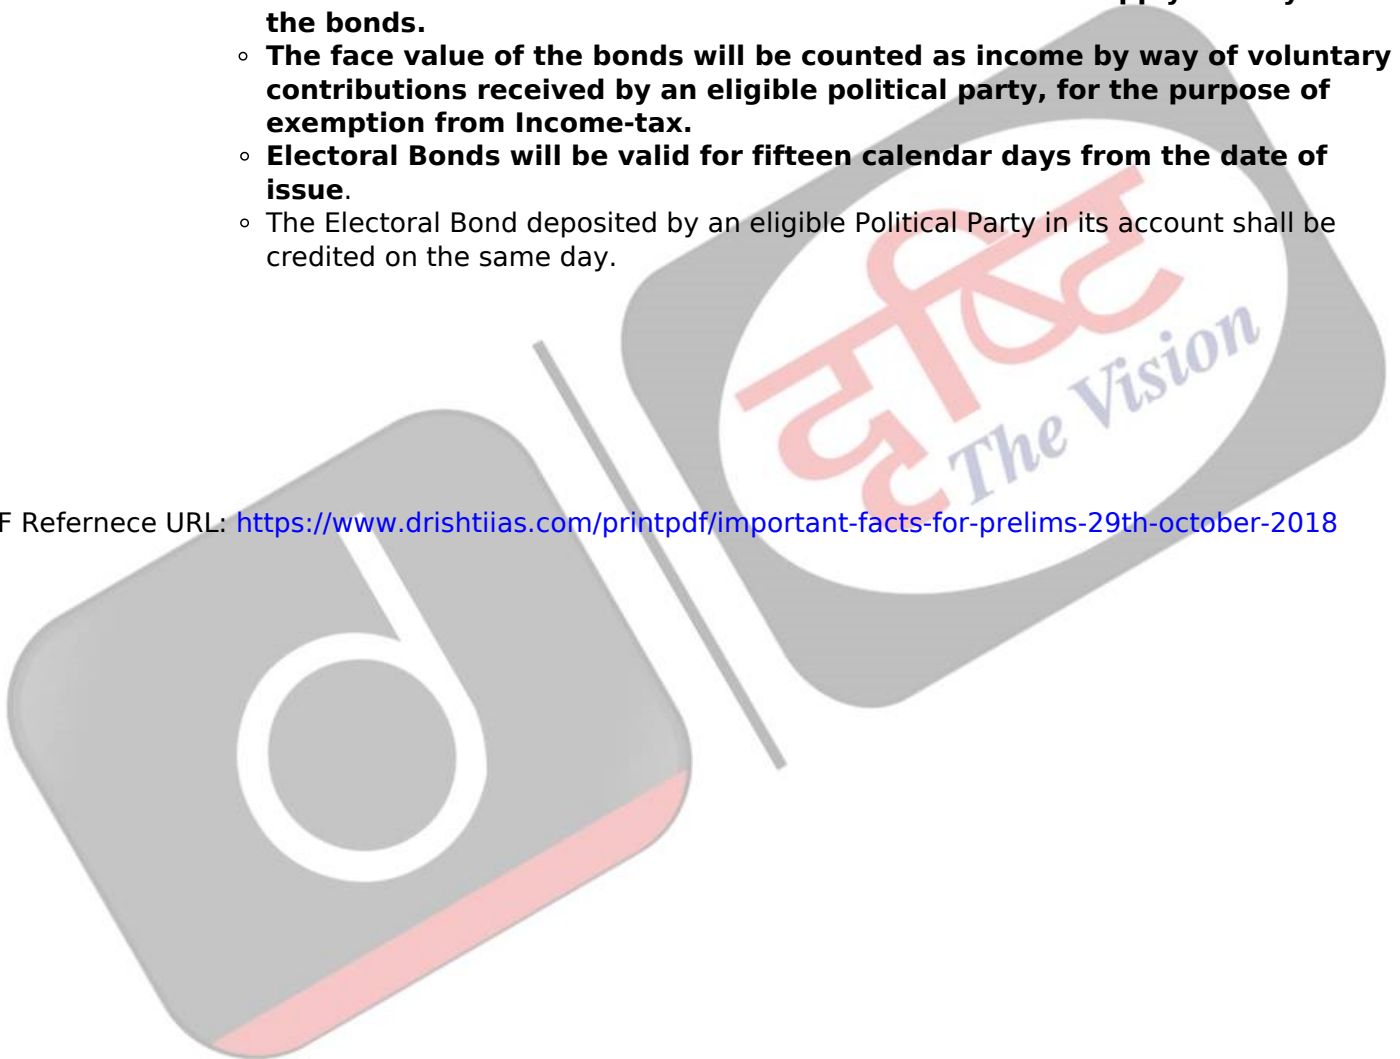 the bonds.
◦ The face value of the bonds will be counted as income by way of voluntary
contributions received by an eligible political party, for the purpose of
exemption from Income-tax.
◦ Electoral Bonds will be valid for fifteen calendar days from the date of
issue.
◦ The Electoral Bond deposited by an eligible Political Party in its account shall be
credited on the same day.
दृष्टि
The Vision
F Refernece URL: https://www.drishtiias.com/printpdf/important-facts-for-prelims-29th-october-2018
d